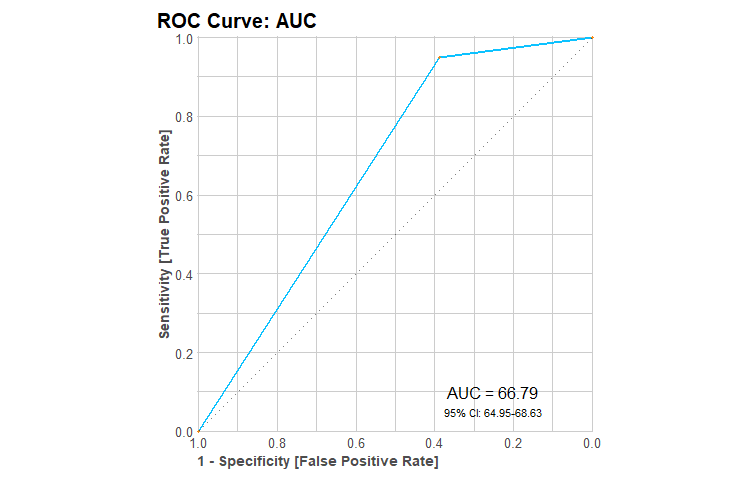 ROC Curve: AUC
1.0
0.8
0.6
0.4
0.2
0.0
Sensitivity [True Positive Rate]
AUC = 66.79
95% CI: 64.95-68.63
1.0 0.8 0.6 0.4 0.2 0.0
1 - Specificity [False Positive Rate]